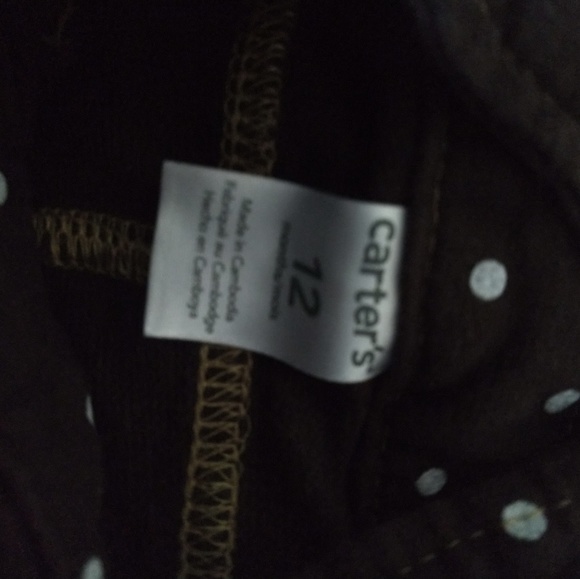 carter's
12
months/mois
Made in Cambodia
Fabriqué au Cambodge
Hecho en Camboya